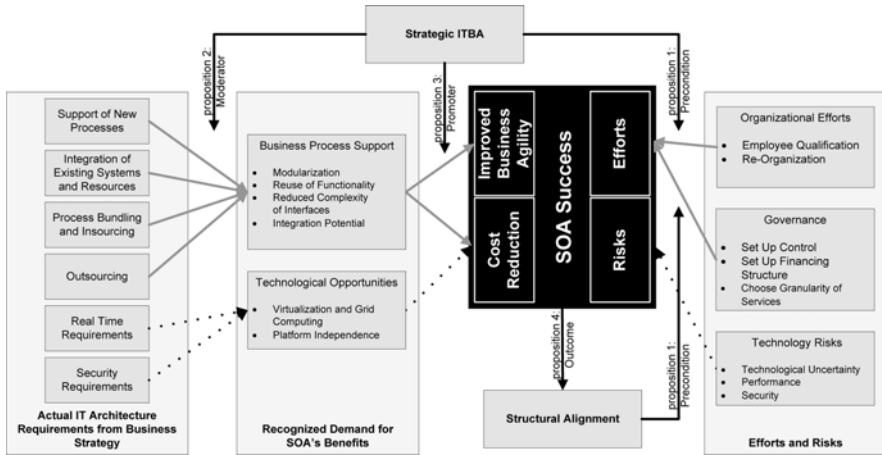 Strategic ITBA
proposition 2:
Moderator
proposition 3:
Promoter
proposition 1:
Precondition
Support of New
Processes
Integration of
Existing Systems
and Resources
Process Bundling
and Insourcing
Outsourcing
Real Time
Requirements
Security
Requirements
Actual IT Architecture
Requirements from Business
Strategy
Business Process Support
• Modularization
• Reuse of Functionality
• Reduced Complexity
of Interfaces
• Integration Potential
Technological Opportunities
• Virtualization and Grid
Computing
• Platform Independence
Recognized Demand for
SOA's Benefits
Improved
Business
Agility
Cost
Reduction
SOA Success
Efforts
Risks
proposition 4:
Outcome
Structural Alignment
proposition 1:
Precondition
Organizational Efforts
• Employee Qualification
• Re-Organization
Governance
• Set Up Control
• Set Up Financing
Structure
• Choose Granularity of
Services
Technology Risks
• Technological Uncertainty
• Performance
• Security
Efforts and Risks